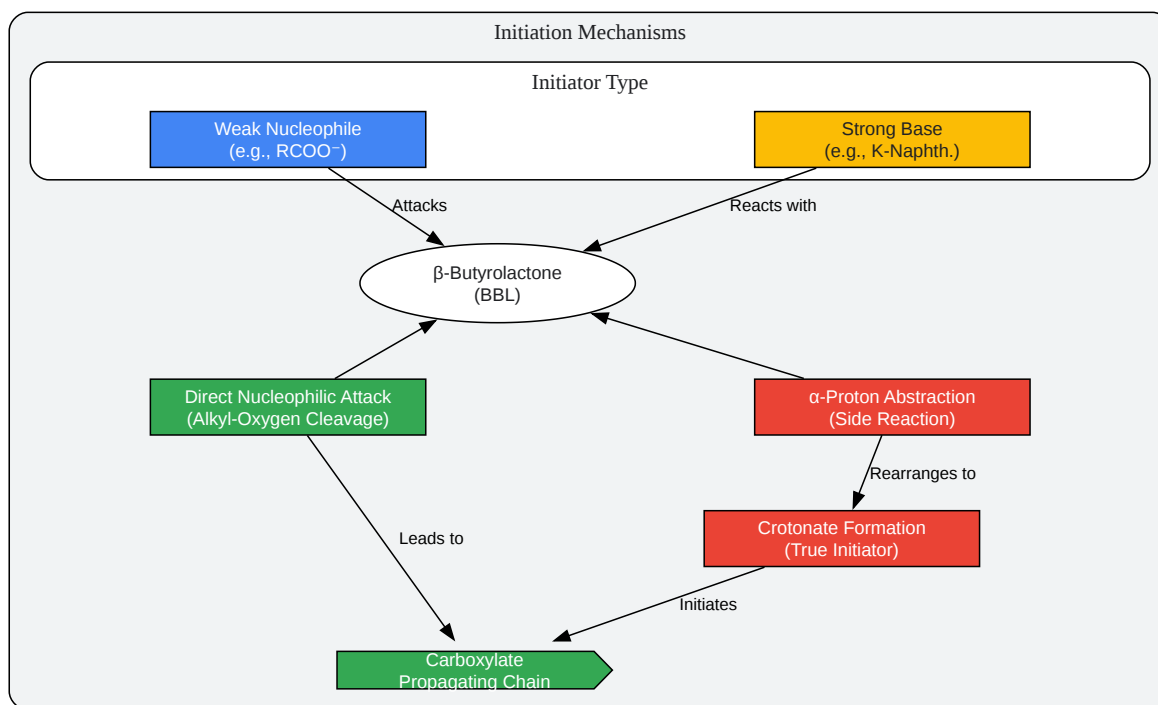 Initiation Mechanisms
Initiator Type
Weak Nucleophile
(e.g., RCOO⁻)
Strong Base
(e.g., K-Naphth.)
Attacks
Reacts with
β-Butyrolactone
(BBL)
Direct Nucleophilic Attack
(Alkyl-Oxygen Cleavage)
α-Proton Abstraction
(Side Reaction)
Rearranges to
Crotonate Formation
(True Initiator)
Leads to
Initiates
Carboxylate
Propagating Chain